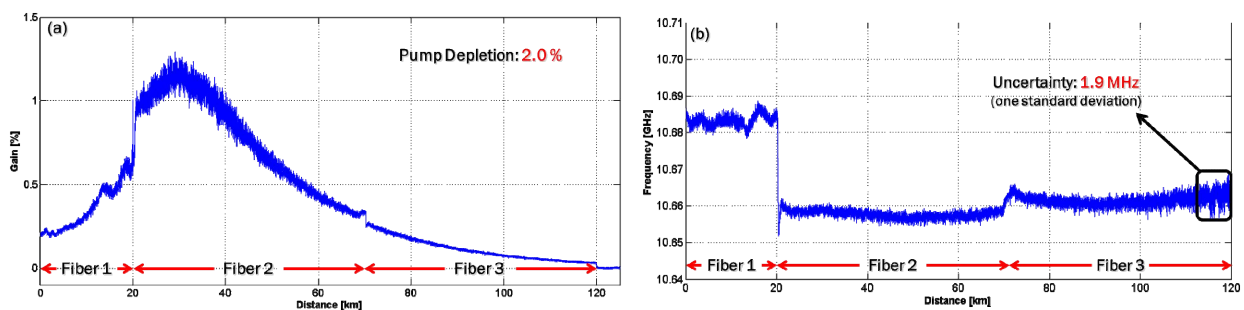 (a)
Pump Depletion: 2.0 %
Gain [%]
1.5
1
0.5
0
Fiber 1
Fiber 2
Fiber 3
0
20
40
60
80
100
120
Distance [km]
(b)
Uncertainty: 1.9 MHz
(one standard deviation)
Frequency [GHz]
10.71
10.70
10.69
10.68
10.67
10.66
10.65
10.64
Fiber 1
Fiber 2
Fiber 3
0
20
40
60
80
100
120
Distance [km]